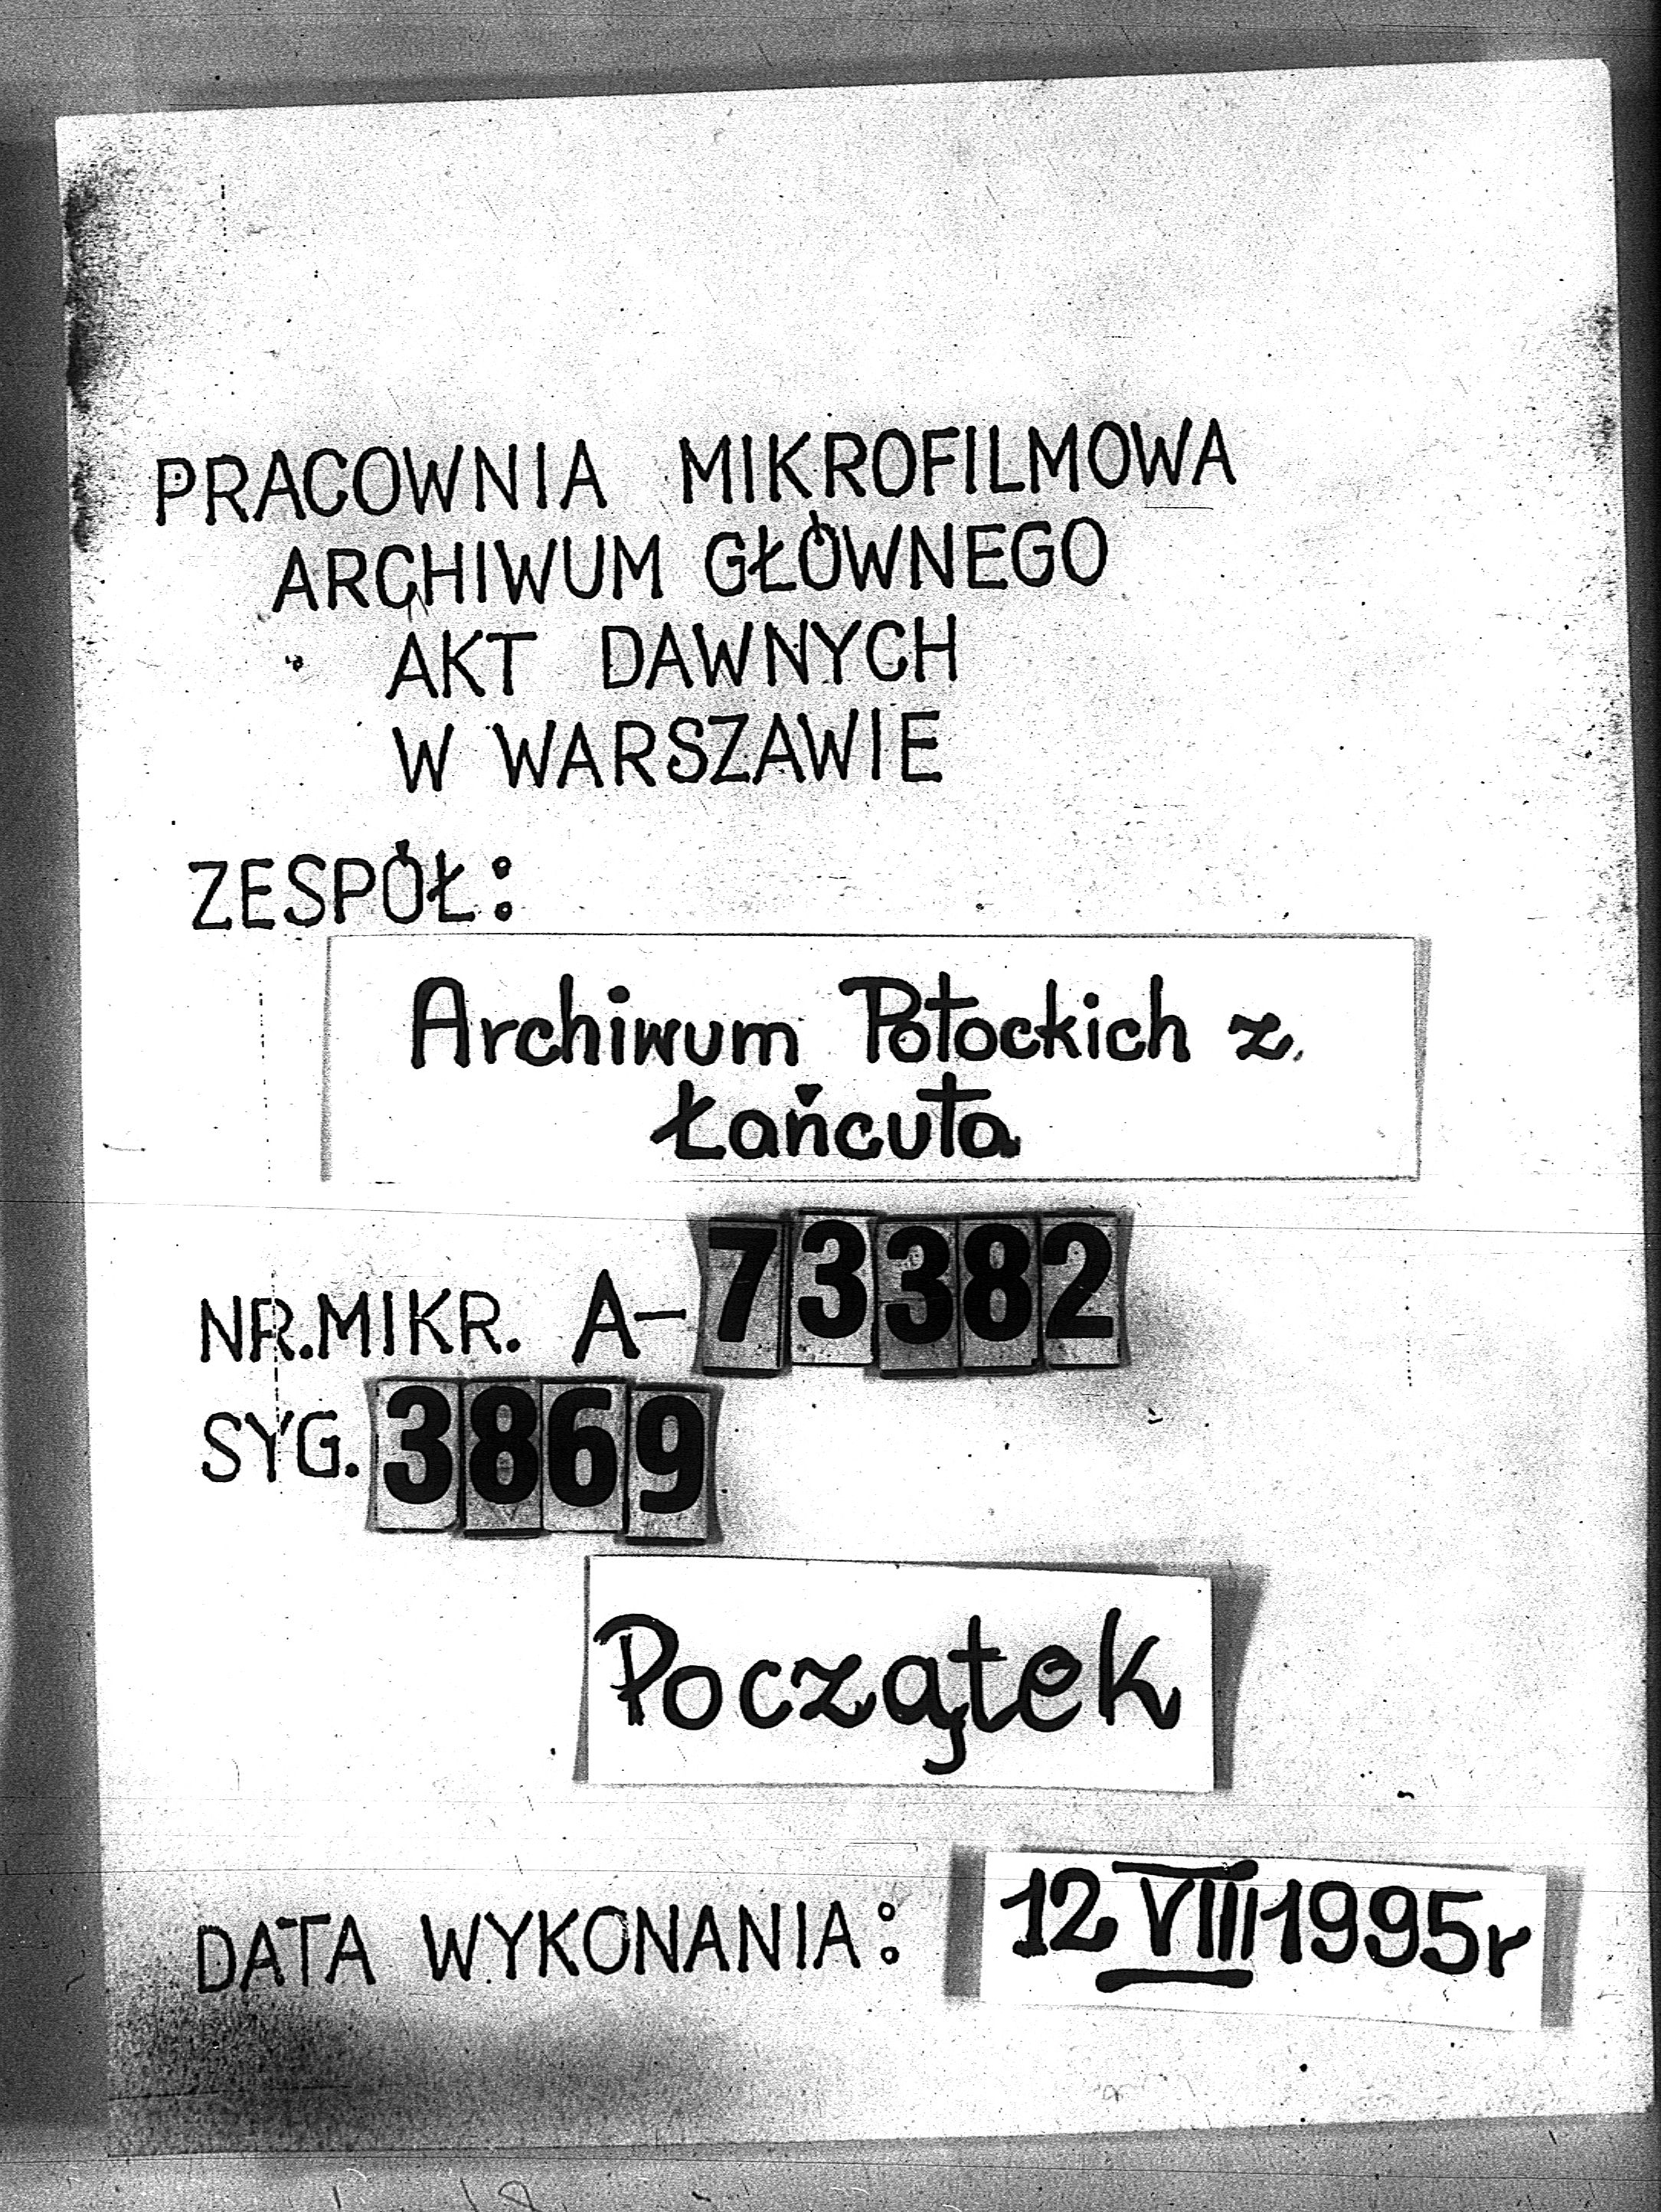 PRACOWNIA MIKROFILMOWA
ARCHIWUM GŁÓWNEGO
AKT DAWNYCH
W WARSZAWIE
ZESPÓŁ:
Archiwum Potockich z
Łańcuta
NR.MIKR. A-73382
SYG. 3869
Początek
DATA WYKONANIA: 12 VIII 1995r